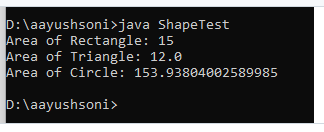 D:\aayushsoni>java ShapeTest
Area of Rectangle: 15
Area of Triangle: 12.0
Area of Circle: 153.93804002589985
D:\aayushsoni>